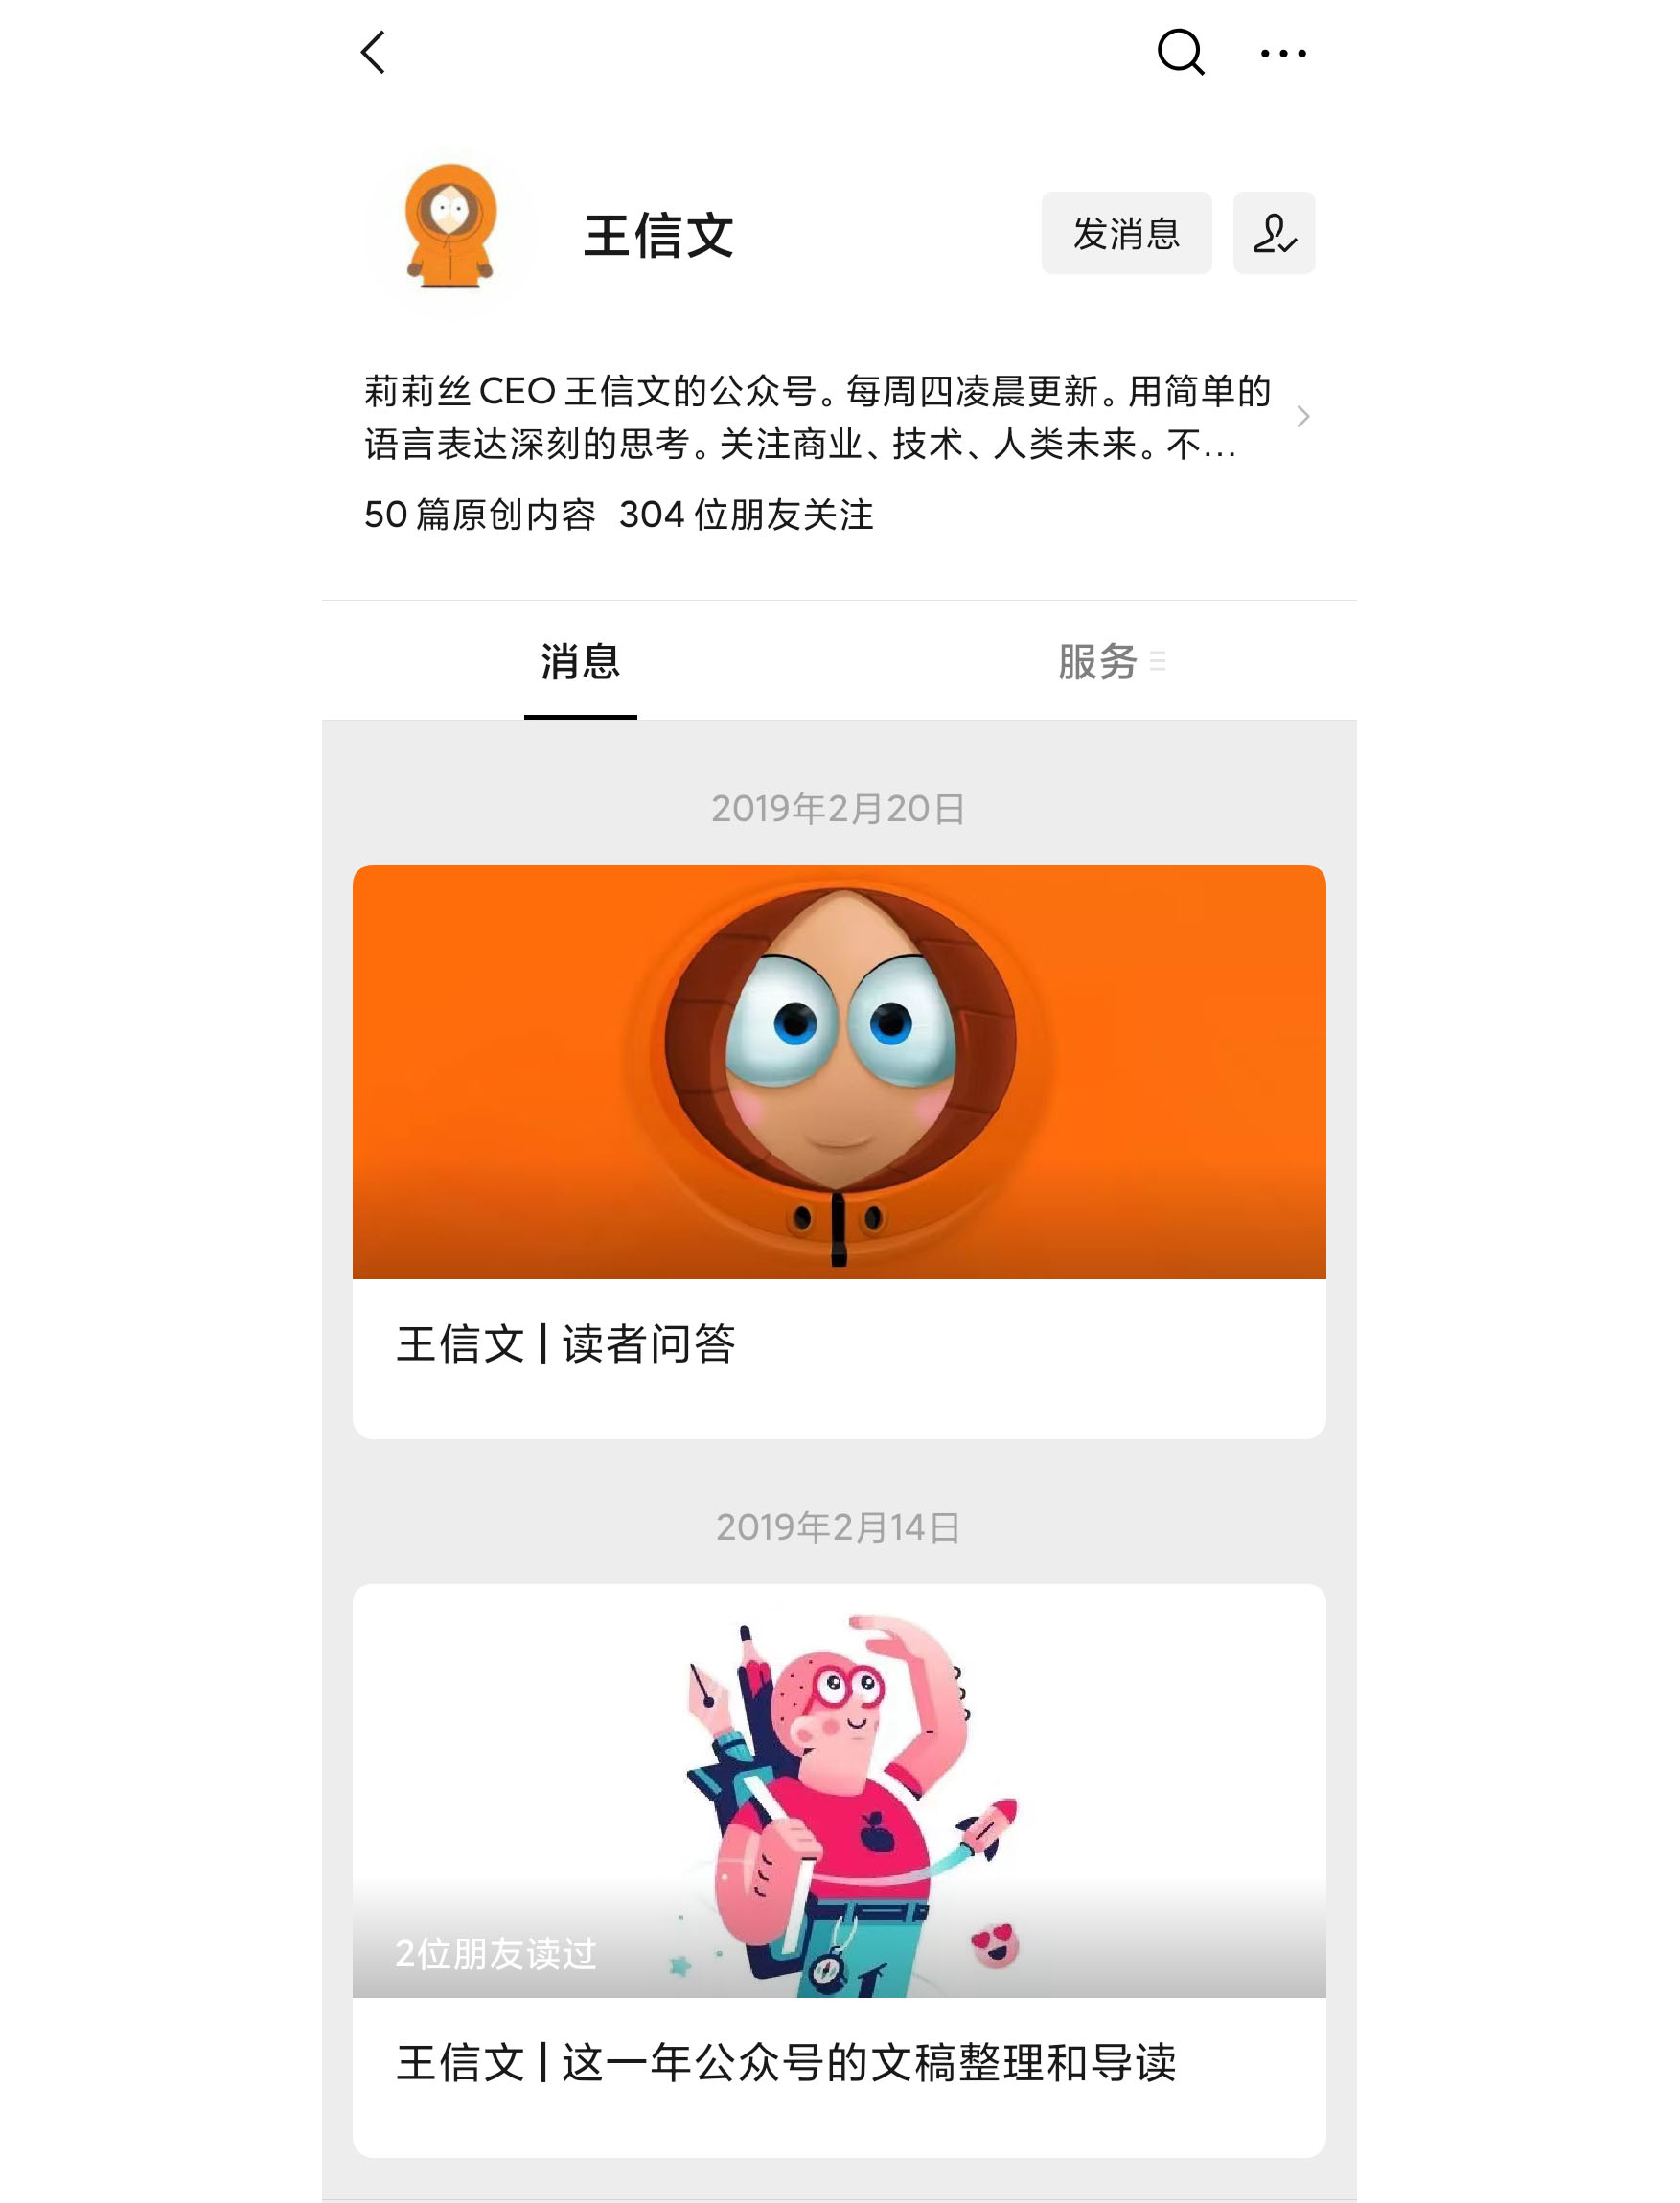 王信文
发消息
莉莉丝 CEO 王信文的公众号。每周四凌晨更新。用简单的
语言表达深刻的思考。关注商业、技术、人类未来。不...
50 篇原创内容 304 位朋友关注
消息
服务
2019年2月20日
王信文 | 读者问答
2019年2月14日
2位朋友读过
王信文 | 这一年公众号的文稿整理和导读